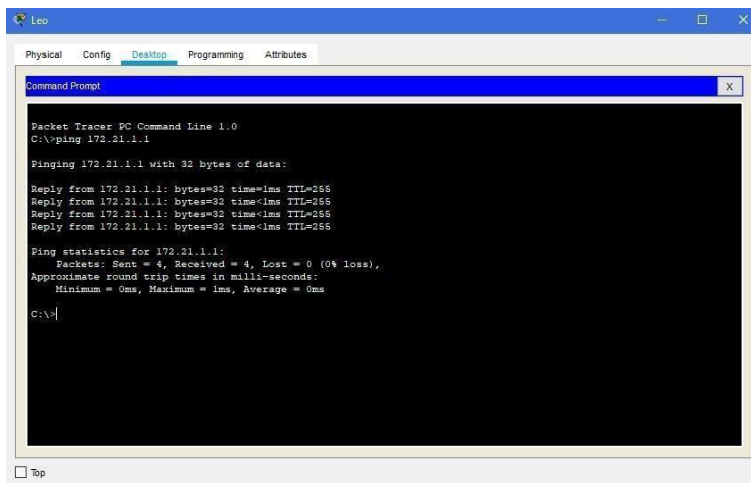 Leo
Physical Config Desktop Programming Attributes
Command Prompt
X
Packet Tracer PC Command Line 1.0
C:\>ping 172.21.1.1
Pinging 172.21.1.1 with 32 bytes of data:
Reply from 172.21.1.1: bytes=32 time=1ms TTL=255
Reply from 172.21.1.1: bytes=32 time<1ms TTL=255
Reply from 172.21.1.1: bytes=32 time<1ms TTL=255
Reply from 172.21.1.1: bytes=32 time<1ms TTL=255
Ping statistics for 172.21.1.1:
Packets: Sent = 4, Received = 4, Lost = 0 (0% loss),
Approximate round trip times in milli-seconds:
Minimum = 0ms, Maximum = 1ms, Average = 0ms
C:\>
Top